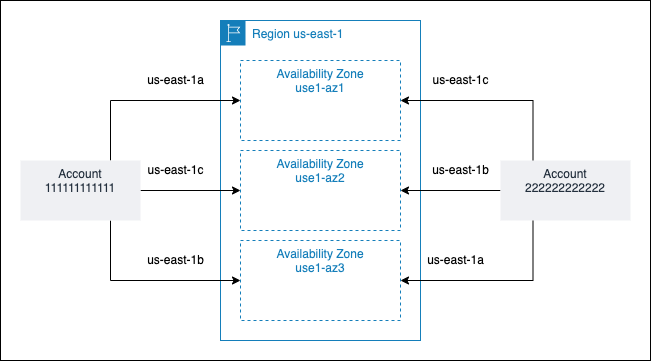 Region us-east-1
us-east-1a
Availability Zone
use1-az1
us-east-1c
Account
111111111111
us-east-1c
Availability Zone
use1-az2
us-east-1b
Account
222222222222
us-east-1b
Availability Zone
use1-az3
us-east-1a